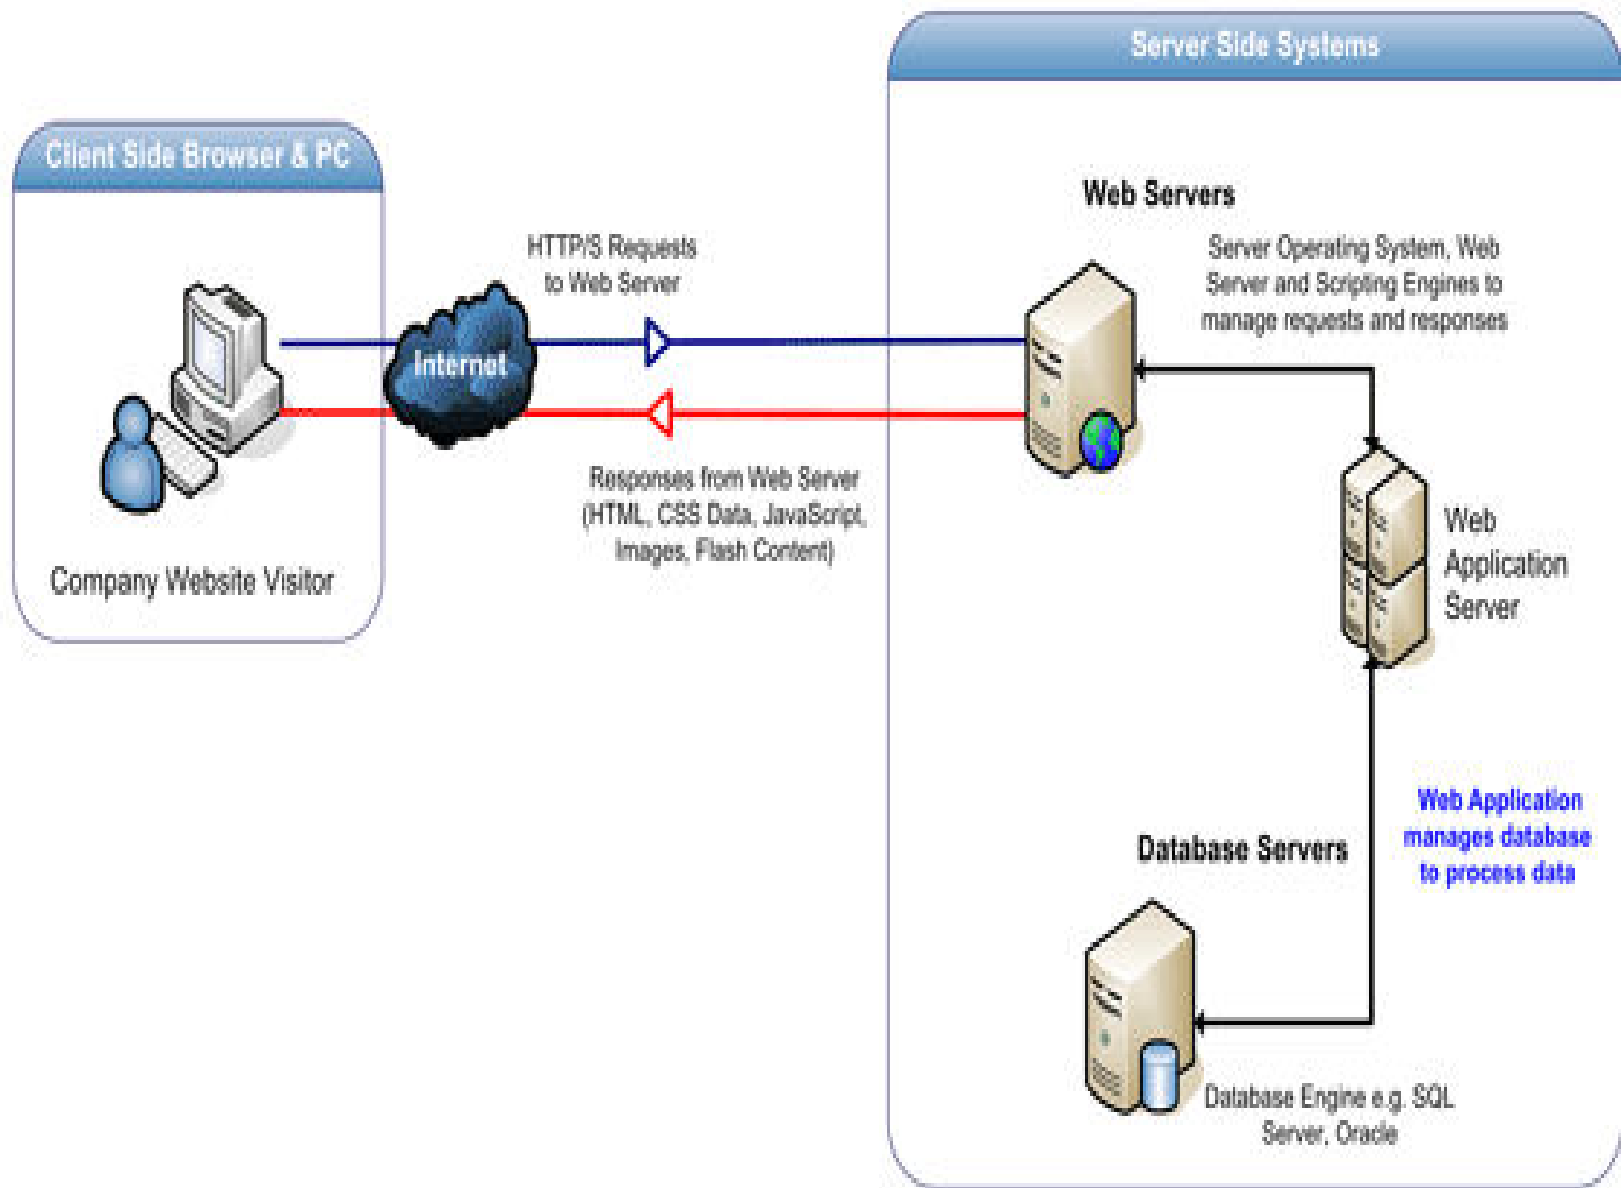 Server Side Systems
Client Side Browser & PC
Web Servers
HTTP/S Requests
to Web Server
Server Operating System, Web
Server and Scripting Engines to
manage requests and responses
Internet
Responses from Web Server
(HTML, CSS Data, JavaScript,
Images, Flash Content)
Company Website Visitor
Web
Application
Server
Web Application
manages database
to process data
Database Servers
Database Engine e.g. SQL
Server, Oracle